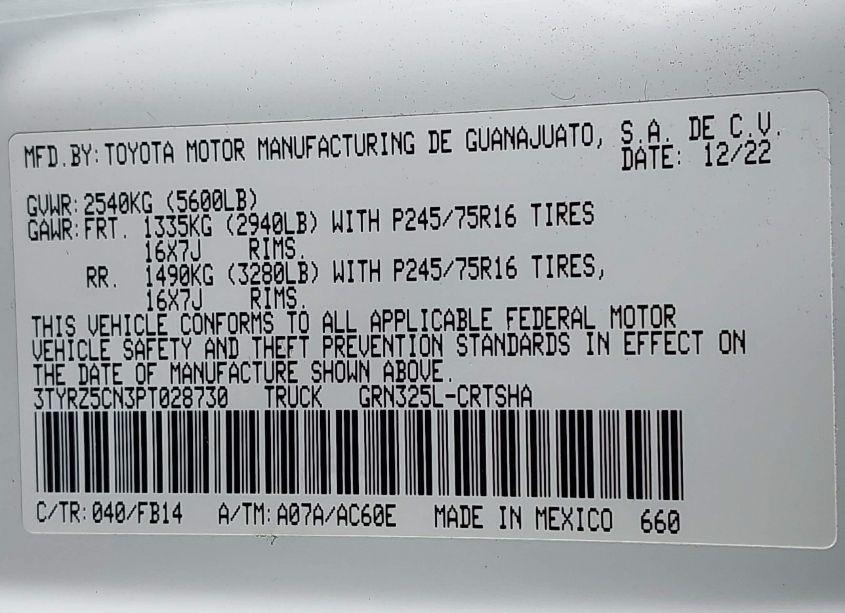 MFD.BY: TOYOTA MOTOR MANUFACTURING DE GUANAJUATO, S.A. DE C.V.
DATE: 12/22
GVWR: 2540KG (5600LB)
GAWR: FRT. 1335KG (2940LB) WITH P245/75R16 TIRES
16X7J RIMS.
RR. 1490KG (3280LB) WITH P245/75R16 TIRES,
16X7J RIMS.
THIS VEHICLE CONFORMS TO ALL APPLICABLE FEDERAL MOTOR
VEHICLE SAFETY AND THEFT PREVENTION STANDARDS IN EFFECT ON
THE DATE OF MANUFACTURE SHOWN ABOVE.
3TYRZ5CN3PT028730 TRUCK GRN325L-CRTSHA
C/TR: 040/FB14 A/TM: A07A/AC60E MADE IN MEXICO 660